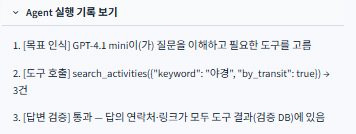 Agent 실행 기록 보기
1. [목표 인식] GPT-4.1 mini이(가) 질문을 이해하고 필요한 도구를 고름
2. [도구 호출] search_activities({"keyword": "야경", "by_transit": true}) →
3건
3. [답변 검증] 통과 — 답의 연락처·링크가 모두 도구 결과(검증 DB)에 있음